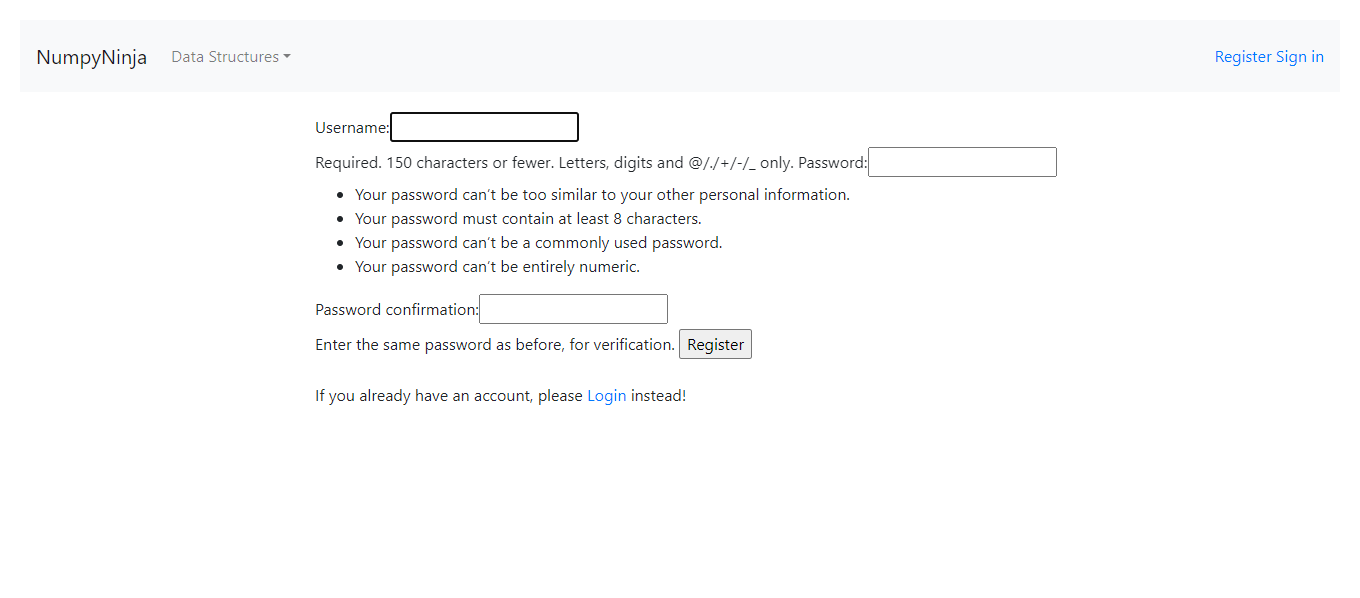 NumpyNinja Data Structures Register Sign in
Username:
Required. 150 characters or fewer. Letters, digits and @/./+/-/_ only. Password:
• Your password can’t be too similar to your other personal information.
• Your password must contain at least 8 characters.
• Your password can’t be a commonly used password.
• Your password can’t be entirely numeric.
Password confirmation:
Enter the same password as before, for verification. Register
If you already have an account, please Login instead!